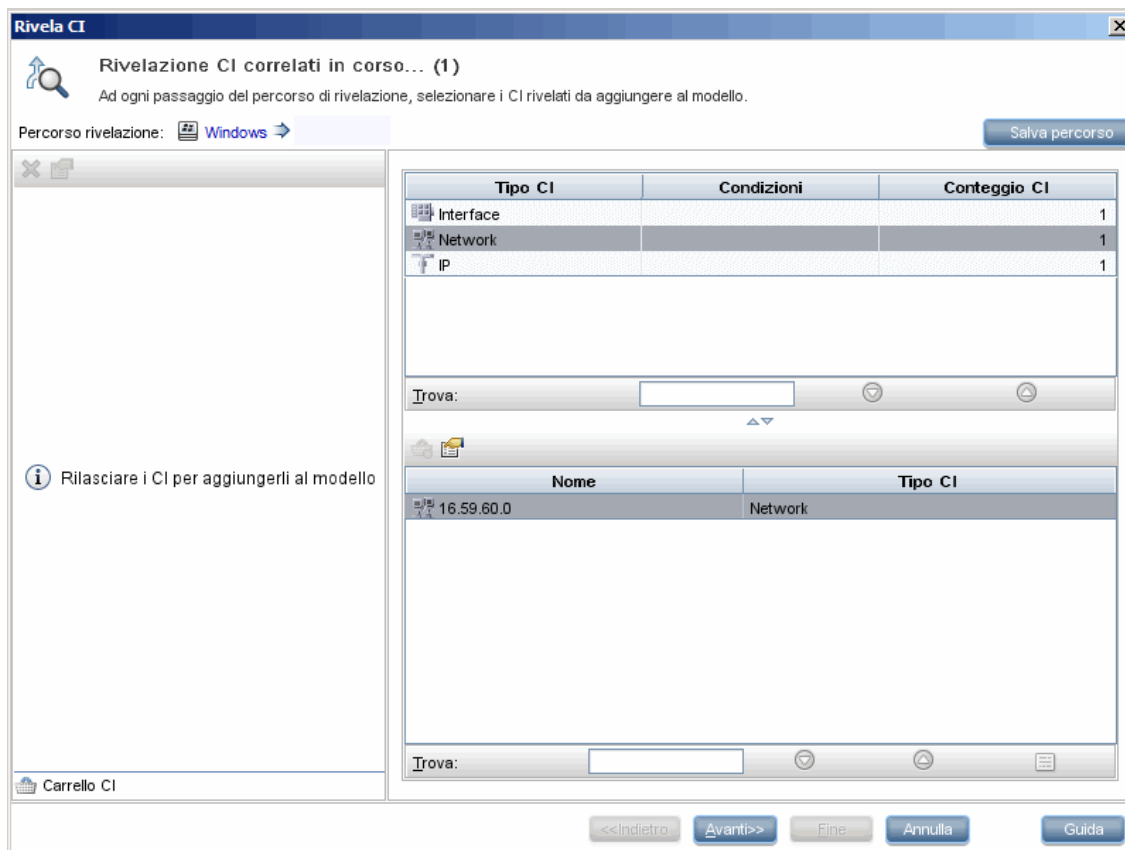 Rivela CI
Rivelazione CI correlati in corso... (1)
Ad ogni passaggio del percorso di rivelazione, selezionare i CI rivelati da aggiungere al modello.
Percorso rivelazione: Windows
Salva percorso
Tipo CI Condizioni Conteggio CI
Interface 1
Network 1
IP 1
Trova:
Rilasciare i CI per aggiungerli al modello
Nome Tipo CI
16.59.60.0 Network
Trova:
Carrello CI
<<Indietro Avanti>> Fine Annulla Guida